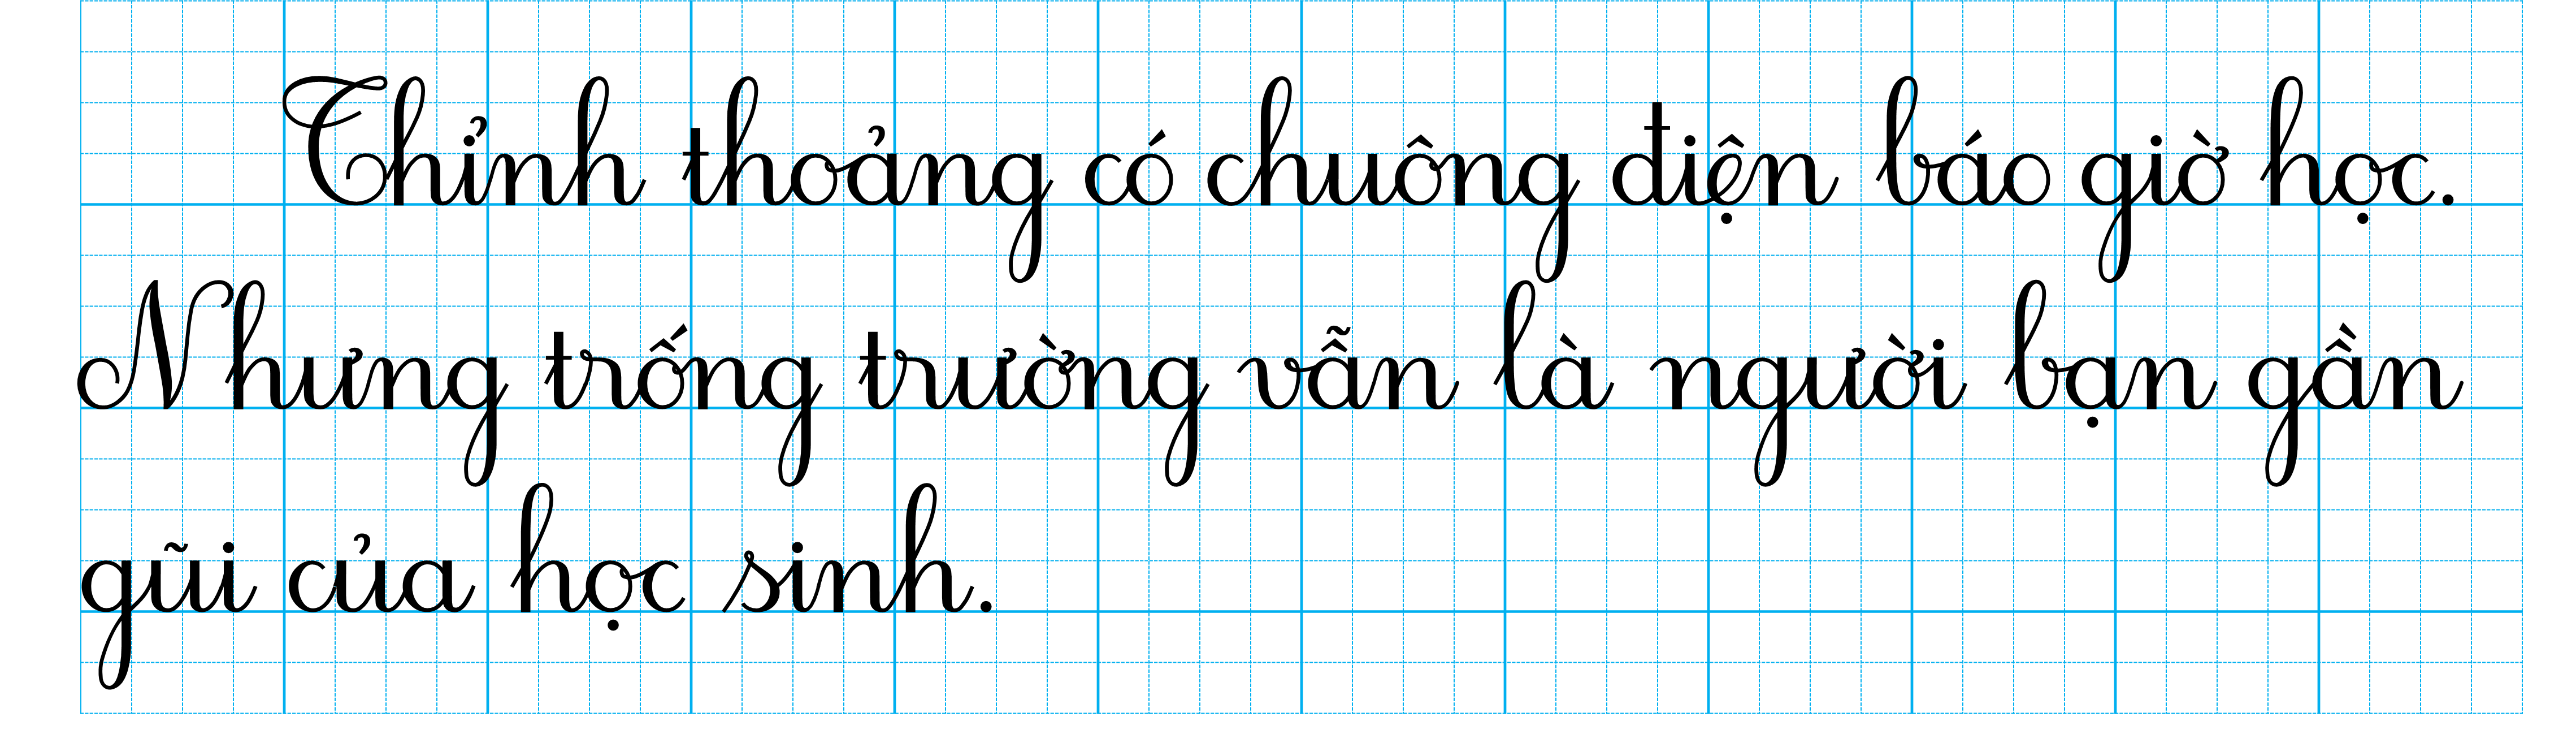 Thỉnh thoảng có chuông điện báo giờ học.
Nhưng trống trường vẫn là người bạn gần
gũi của học sinh.